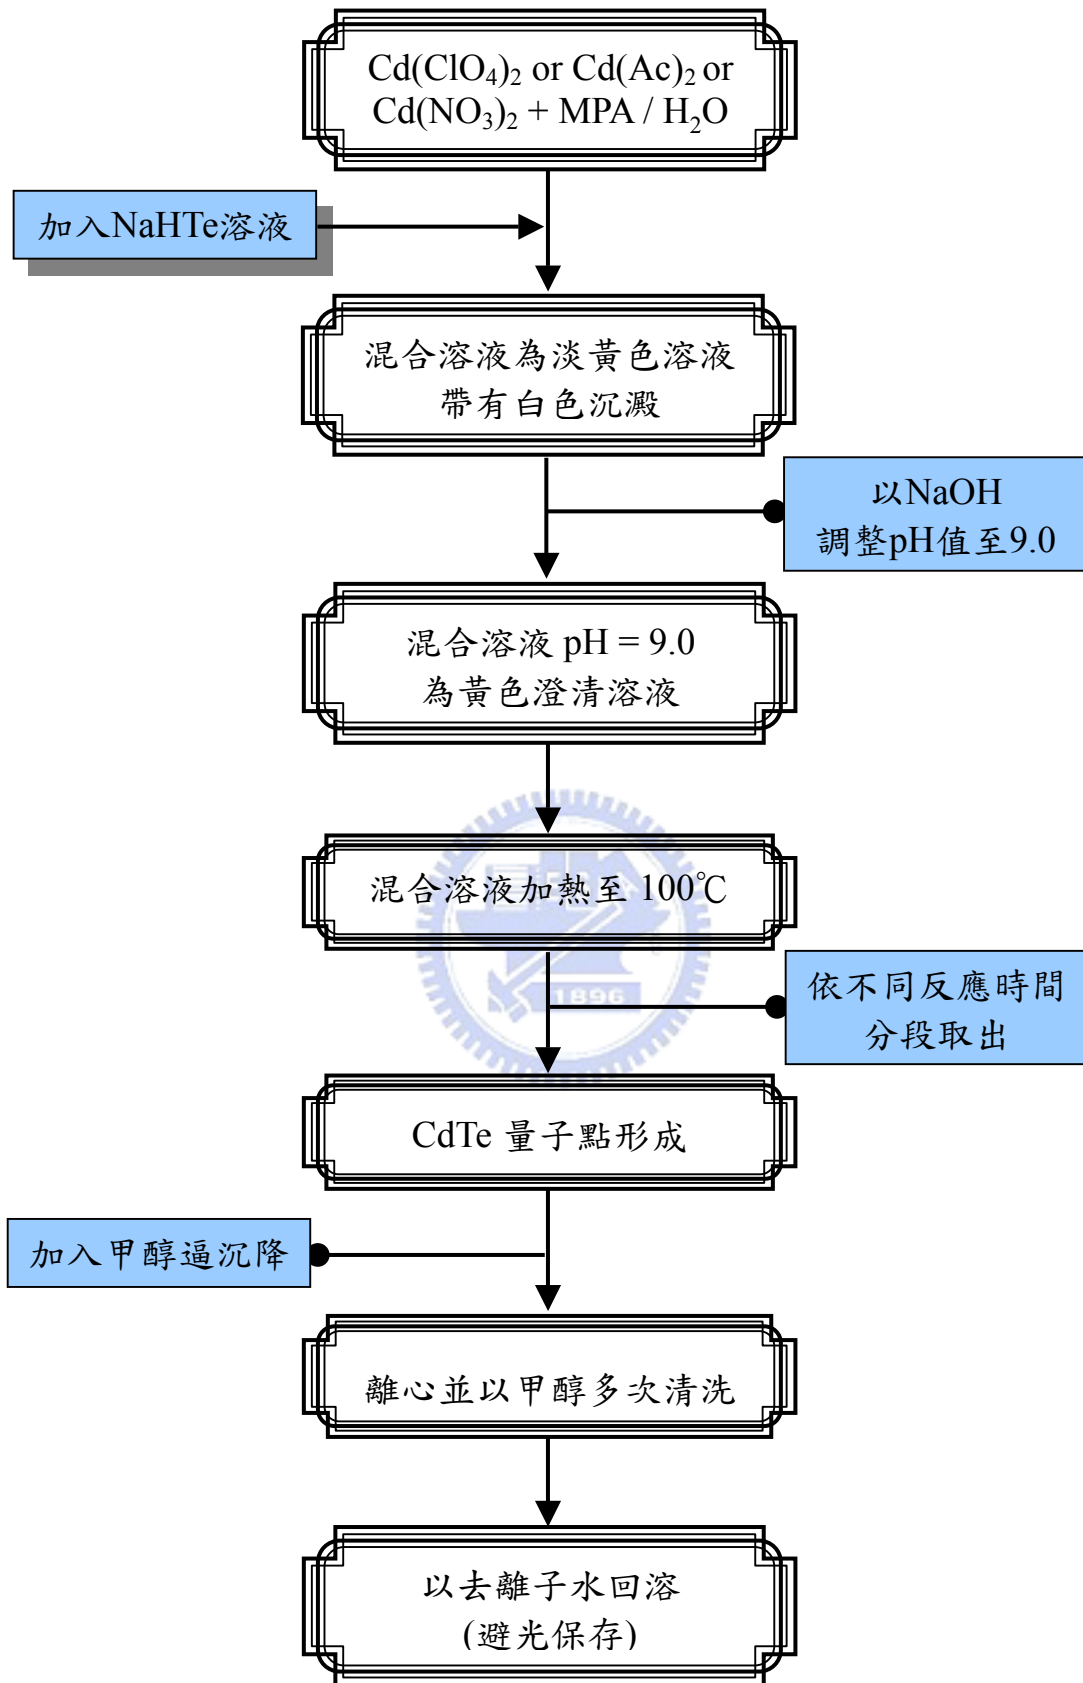 Cd(ClO₄)₂ or Cd(Ac)₂ or
Cd(NO₃)₂ + MPA / H₂O
加入NaHTe溶液
混合溶液為淡黃色溶液
帶有白色沉澱
以NaOH
調整pH值至9.0
混合溶液 pH = 9.0
為黃色澄清溶液
混合溶液加熱至 100℃
1896
依不同反應時間
分段取出
CdTe 量子點形成
加入甲醇逼沉降
離心並以甲醇多次清洗
以去離子水回溶
(避光保存)